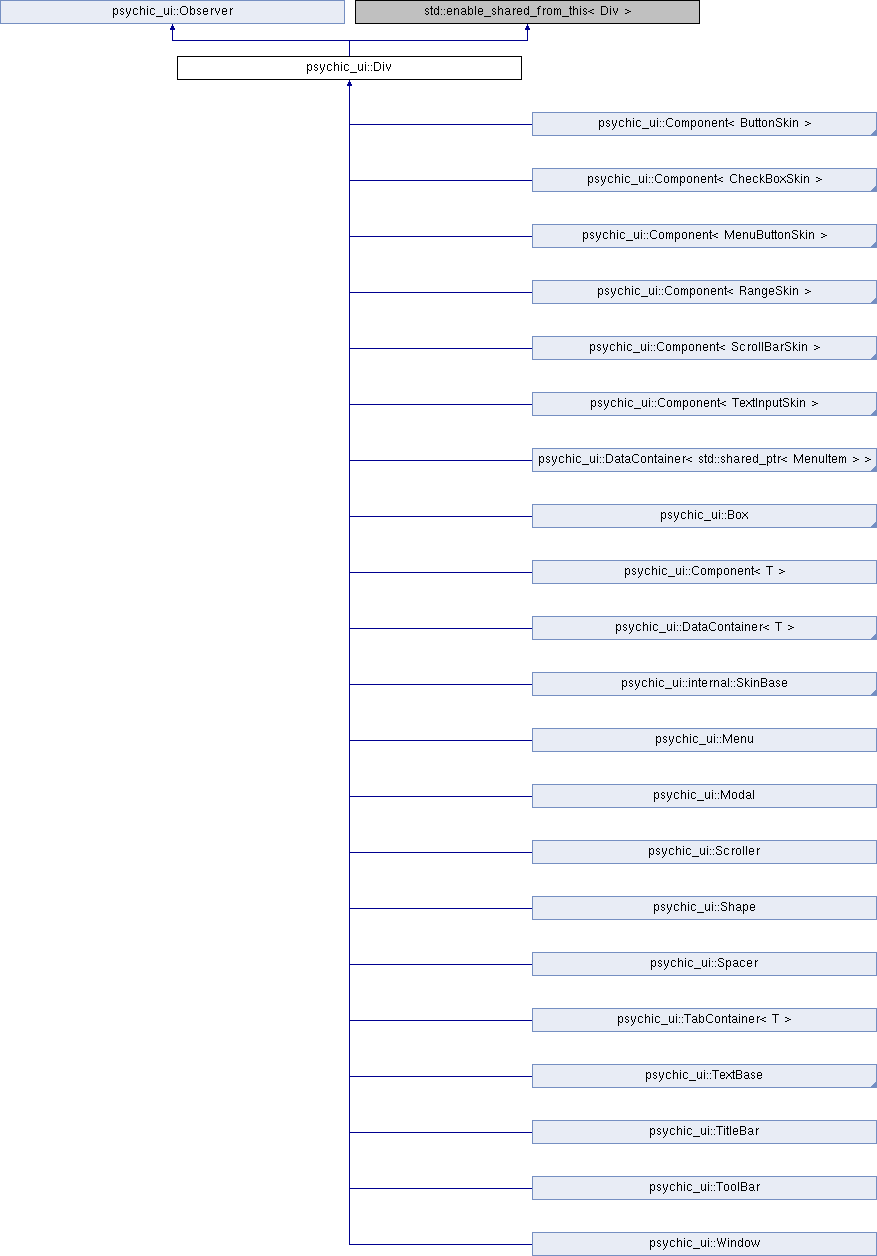 psychic_ui::Observer
std::enable_shared_from_this< Div >
psychic_ui::Div
psychic_ui::Component< ButtonSkin >
psychic_ui::Component< CheckBoxSkin >
psychic_ui::Component< MenuButtonSkin >
psychic_ui::Component< RangeSkin >
psychic_ui::Component< ScrollBarSkin >
psychic_ui::Component< TextInputSkin >
psychic_ui::DataContainer< std::shared_ptr< MenuItem > >
psychic_ui::Box
psychic_ui::Component< T >
psychic_ui::DataContainer< T >
psychic_ui::internal::SkinBase
psychic_ui::Menu
psychic_ui::Modal
psychic_ui::Scroller
psychic_ui::Shape
psychic_ui::Spacer
psychic_ui::TabContainer< T >
psychic_ui::TextBase
psychic_ui::TitleBar
psychic_ui::ToolBar
psychic_ui::Window